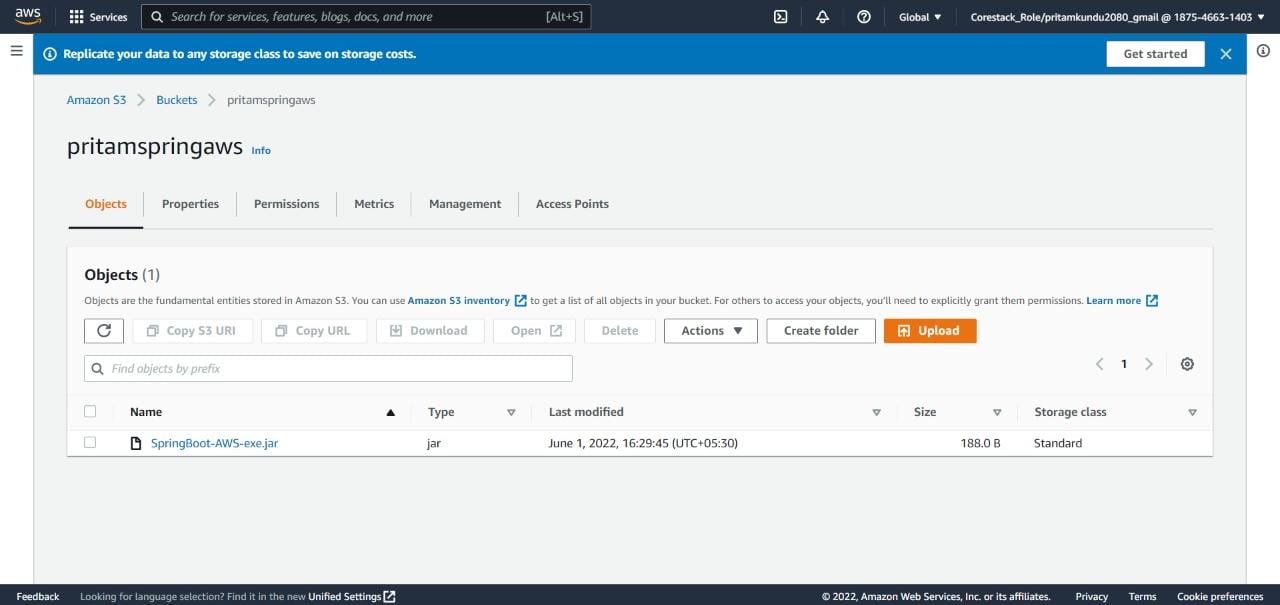 aws Services Search for services, features, blogs, docs, and more [Alt+S] Global Corestack_Role/pritamkundu2080_gmail @ 1875-4663-1403
Replicate your data to any storage class to save on storage costs. Get started
Amazon S3 Buckets pritamspringaws
pritamspringaws Info
Objects Properties Permissions Metrics Management Access Points
Objects (1)
Objects are the fundamental entities stored in Amazon S3. You can use Amazon S3 inventory to get a list of all objects in your bucket. For others to access your objects, you'll need to explicitly grant them permissions. Learn more
Copy S3 URI Copy URL Download Open Delete Actions Create folder Upload
Find objects by prefix 1
Name Type Last modified Size Storage class
SpringBoot-AWS-exe.jar jar June 1, 2022, 16:29:45 (UTC+05:30) 188.0 B Standard
Feedback Looking for language selection? Find it in the new Unified Settings © 2022, Amazon Web Services, Inc. or its affiliates. Privacy Terms Cookie preferences